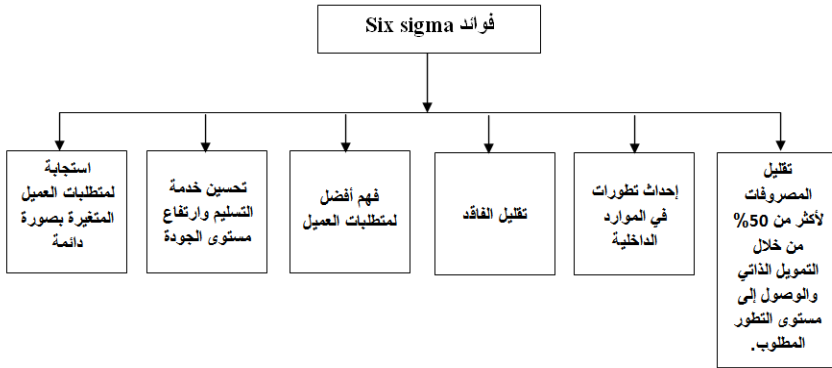 فوائد Six sigma
تقليل
المصروفات
لأكثر من 50%
من خلال
التمويل الذاتي
والوصول إلى
مستوى التطور
المطلوب.
إحداث تطورات
في الموارد
الداخلية
تقليل الفاقد
فهم أفضل
لمتطلبات العميل
تحسين خدمة
التسليم وارتفاع
مستوى الجودة
استجابة
لمتطلبات العميل
المتغيرة بصورة
دائمة